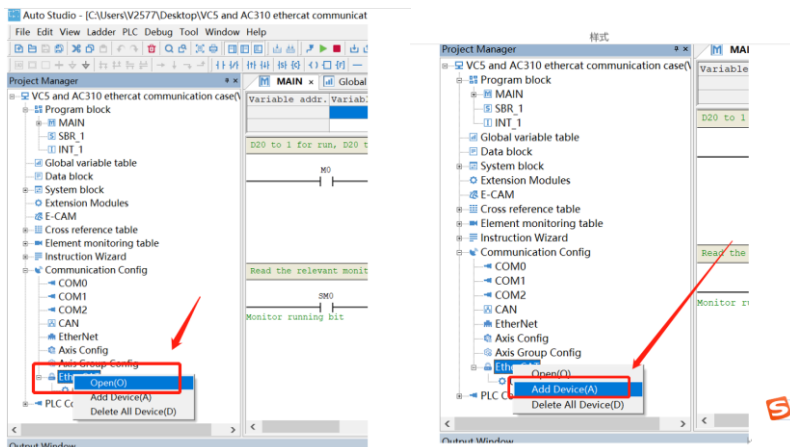 Auto Studio - [C:\Users\V2577\Desktop\VC5 and AC310 ethercat communicat
File Edit View Ladder PLC Debug Tool Window Help
Project Manager
VC5 and AC310 ethercat communication case(\
Program block
MAIN
SBR_1
INT_1
Global variable table
Data block
System block
Extension Modules
E-CAM
Cross reference table
Element monitoring table
Instruction Wizard
Communication Config
COM0
COM1
COM2
CAN
EtherNet
Axis Config
Axis Group Config
Open(O)
Add Device(A)
Delete All Device(D)
PLC Co
Output Window
MAIN
Global
Variable addr. Variabl
D20 to 1 for run, D20 t
M0
Read the relevant monit
SM0
Monitor running bit
样式
Project Manager
VC5 and AC310 ethercat communication case(\
Program block
MAIN
SBR_1
INT_1
Global variable table
Data block
System block
Extension Modules
E-CAM
Cross reference table
Element monitoring table
Instruction Wizard
Communication Config
COM0
COM1
COM2
CAN
EtherNet
Axis Config
Axis Group Config
Open(O)
Add Device(A)
Delete All Device(D)
PLC Co
Output Window
MAI
Variable
D20 to 1
Read the
Monitor ru